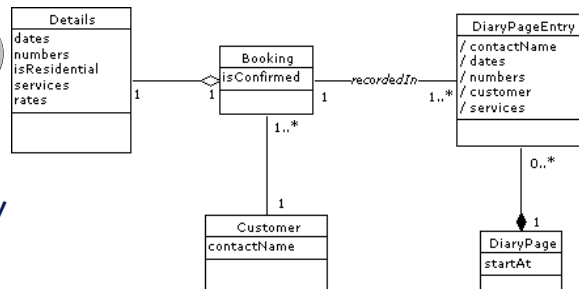 Details
dates
numbers
isResidential
services
rates
1
1
Booking
isConfirmed
1
recordedIn
1..*
DiaryPageEntry
/ contactName
/ dates
/ numbers
/ customer
/ services
1..*
1
Customer
contactName
0..*
1
DiaryPage
startAt